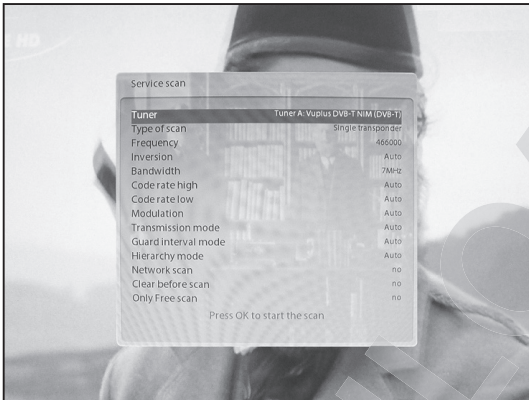 E HD
Service scan
Tuner Tuner A: Vuplus DVB-T NIM (DVB-T)
Type of scan Single transponder
Frequency 466000
Inversion Auto
Bandwidth 7MHz
Code rate high Auto
Code rate low Auto
Modulation Auto
Transmission mode Auto
Guard interval mode Auto
Hierarchy mode Auto
Network scan no
Clear before scan no
Only Free scan no
Press OK to start the scan